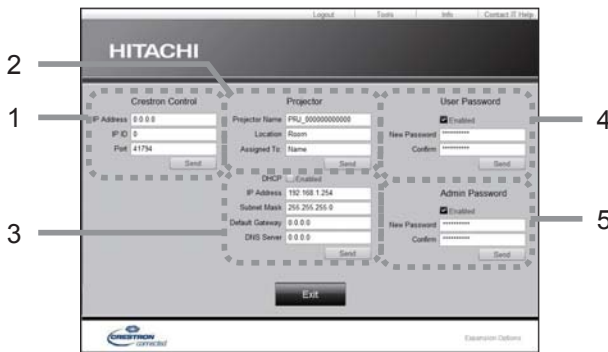 Logout Tools Info Contact IT Help
HITACHI
2
1
3
4
5
Crestron Control
IP Address 0.0.0.0
IP ID 0
Port 41794
Send
Projector
Projector Name PRJ_000000000000
Location Room
Assigned To: Name
Send
DHCP Enabled
IP Address 192.168.1.254
Subnet Mask 255.255.255.0
Default Gateway 0.0.0.0
DNS Server 0.0.0.0
Send
User Password
Enabled
New Password **********
Confirm **********
Send
Admin Password
Enabled
New Password **********
Confirm **********
Send
Exit
CRESTRON
connected
Expansion Options